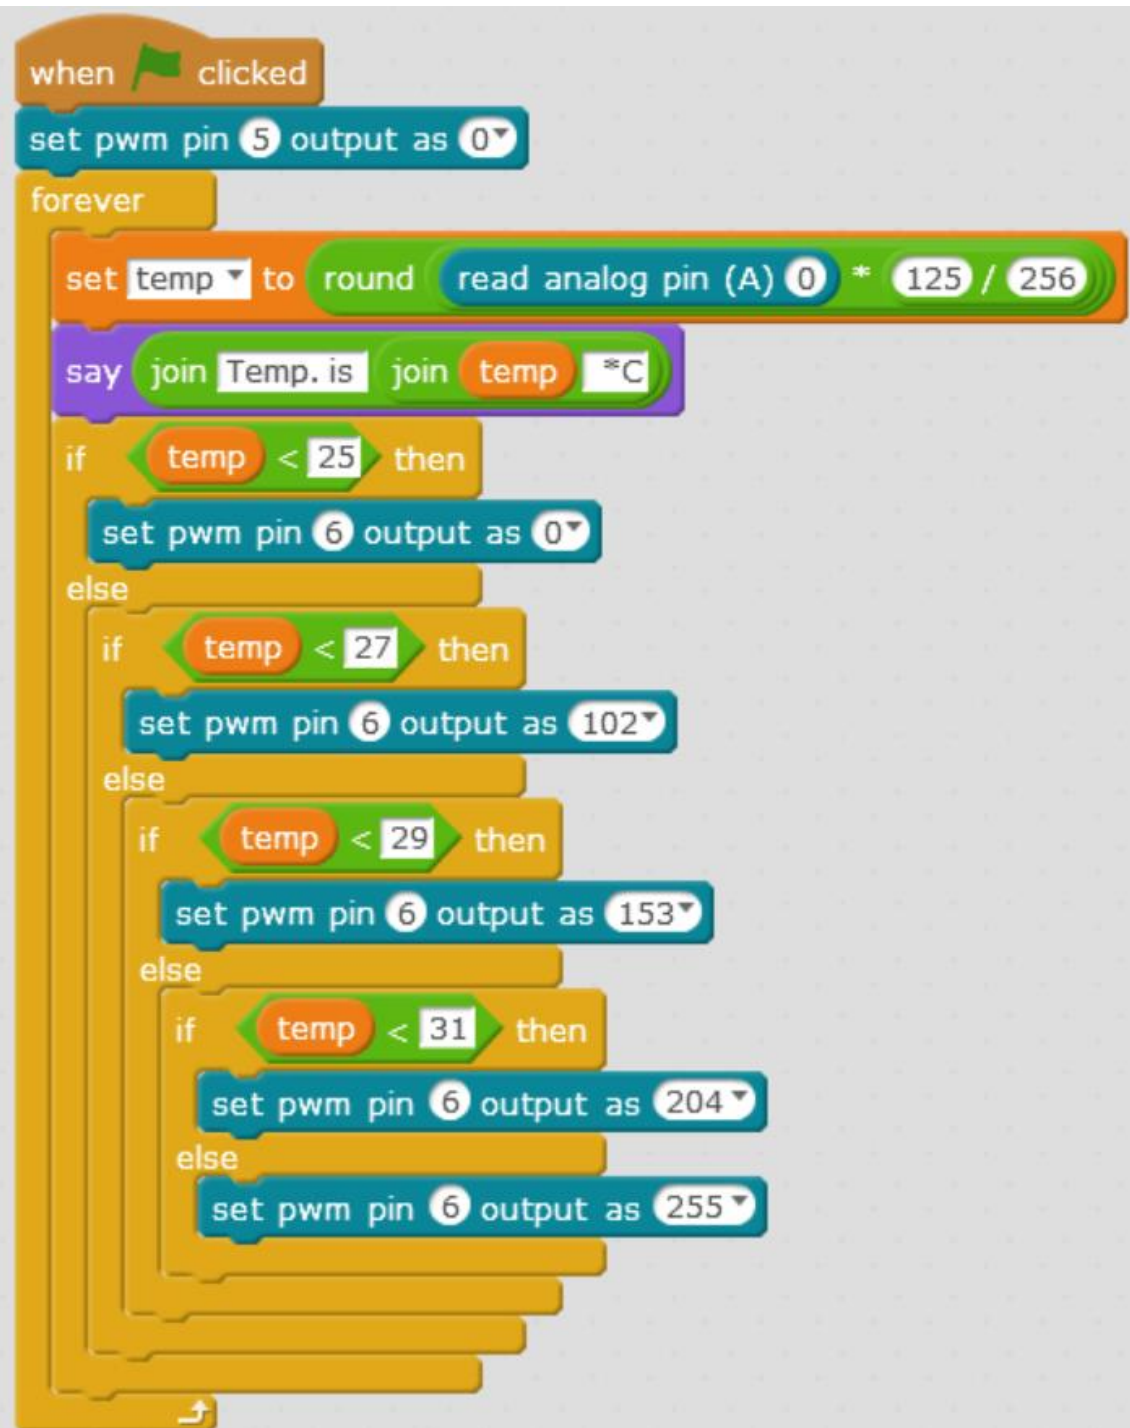 when clicked
set pwm pin 5 output as 0
forever
set temp to round read analog pin (A) 0 * 125 / 256
say join Temp. is join temp *C
if temp < 25 then
set pwm pin 6 output as 0
else
if temp < 27 then
set pwm pin 6 output as 102
else
if temp < 29 then
set pwm pin 6 output as 153
else
if temp < 31 then
set pwm pin 6 output as 204
else
set pwm pin 6 output as 255